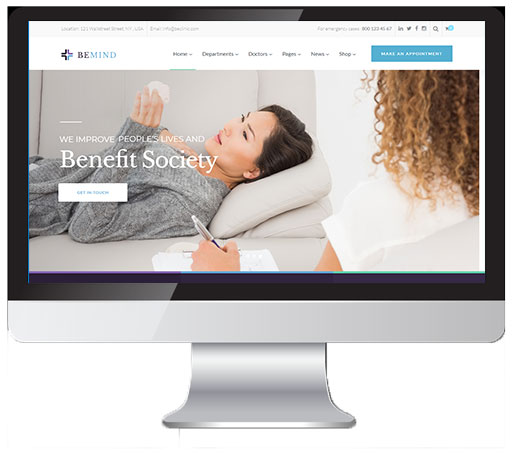 Location: 121 Wallstreet Street, NY, USA Email: info@bemind.com For emergency cases: 800 123 45 67
BEMIND Home Departments Doctors Pages News Shop MAKE AN APPOINTMENT
WE IMPROVE PEOPLE'S LIVES AND
Benefit Society
GET IN TOUCH